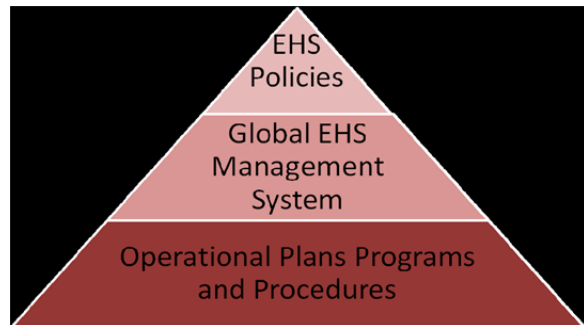 EHS
Policies
Global EHS
Management
System
Operational Plans Programs
and Procedures